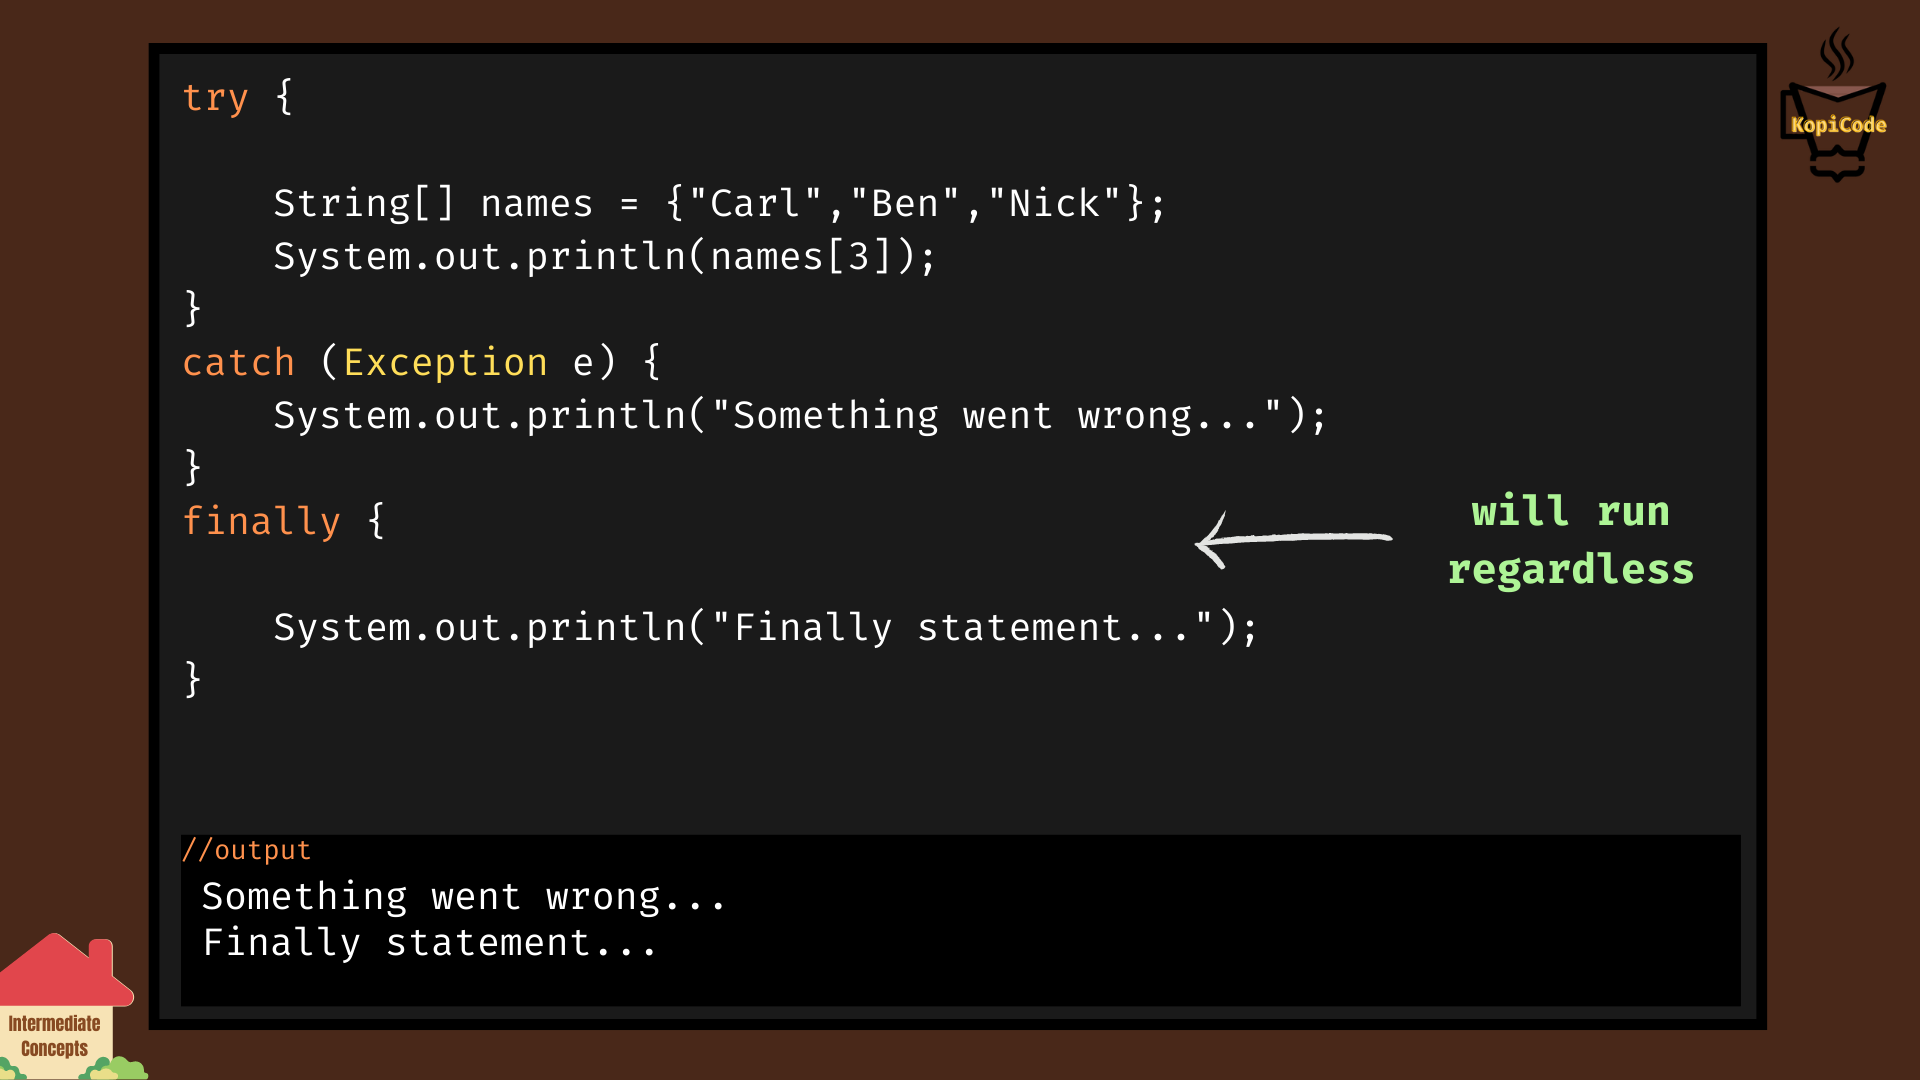 try {
String[] names = {"Carl","Ben","Nick"};
System.out.println(names[3]);
}
catch (Exception e) {
System.out.println("Something went wrong...");
}
finally {
System.out.println("Finally statement...");
}
will run
regardless
//output
Something went wrong...
Finally statement...
KopiCode
Intermediate
Concepts